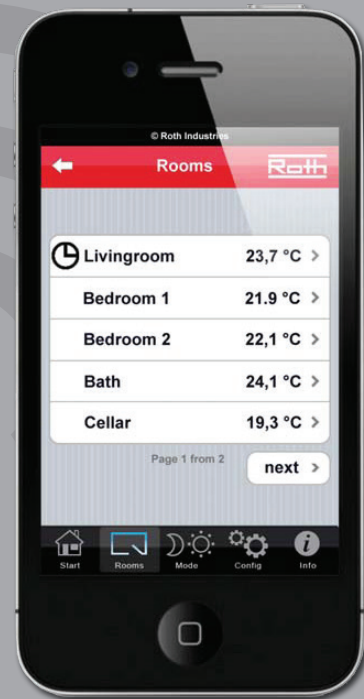 © Roth Industries
Rooms
Roth
Livingroom 23,7 °C
Bedroom 1 21.9 °C
Bedroom 2 22,1 °C
Bath 24,1 °C
Cellar 19,3 °C
Page 1 from 2
next
Start Rooms Mode Config Info